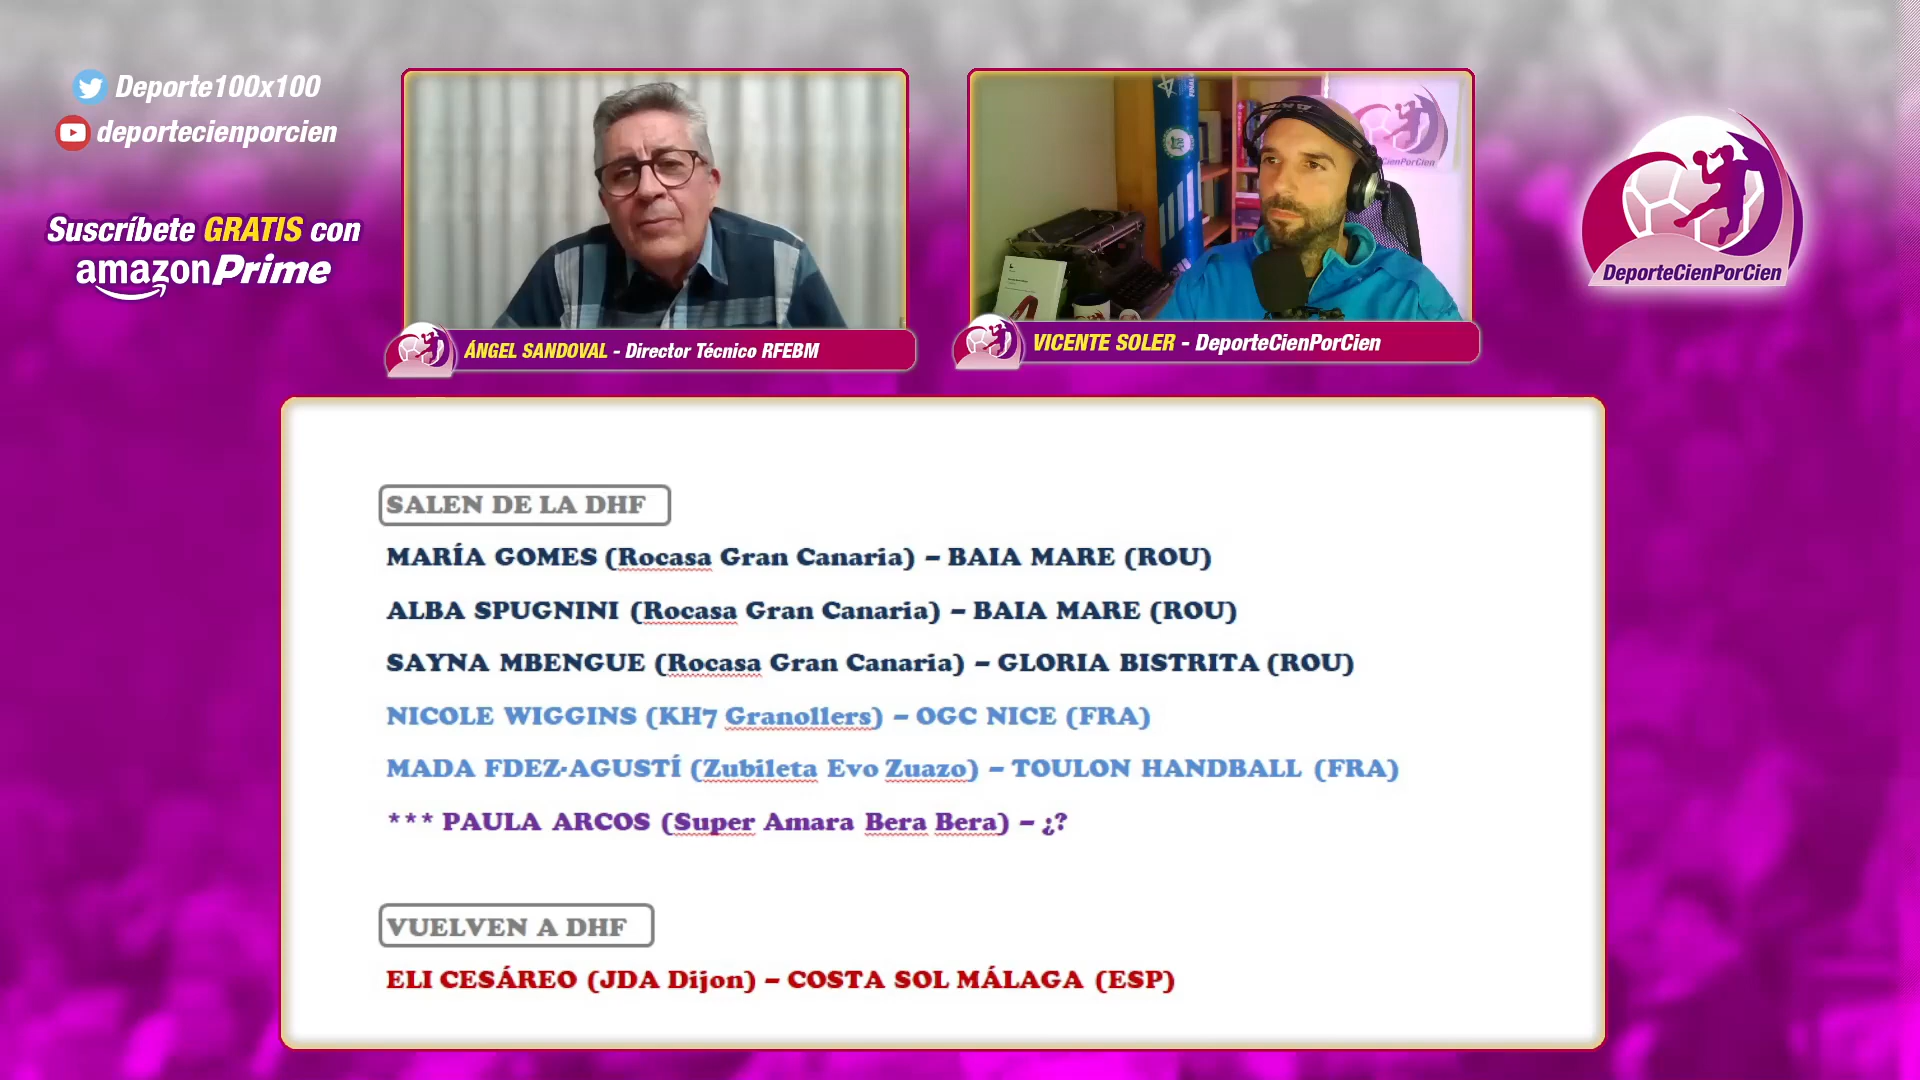 Deporte100x100
deportecienporcien
Suscríbete GRATIS con
amazonPrime
ÁNGEL SANDOVAL - Director Técnico RFEBM
VICENTE SOLER - DeporteCienPorCien
DeporteCienPorCien
SALEN DE LA DHF
MARÍA GOMES (Rocasa Gran Canaria) – BAIA MARE (ROU)
ALBA SPUGNINI (Rocasa Gran Canaria) – BAIA MARE (ROU)
SAYNA MBENGUE (Rocasa Gran Canaria) – GLORIA BISTRITA (ROU)
NICOLE WIGGINS (KH7 Granollers) – OGC NICE (FRA)
MADA FDEZ-AGUSTÍ (Zubileta Evo Zuazo) – TOULON HANDBALL (FRA)
*** PAULA ARCOS (Super Amara Bera Bera) – ¿?
VUELVEN A DHF
ELI CESÁREO (JDA Dijon) – COSTA SOL MÁLAGA (ESP)